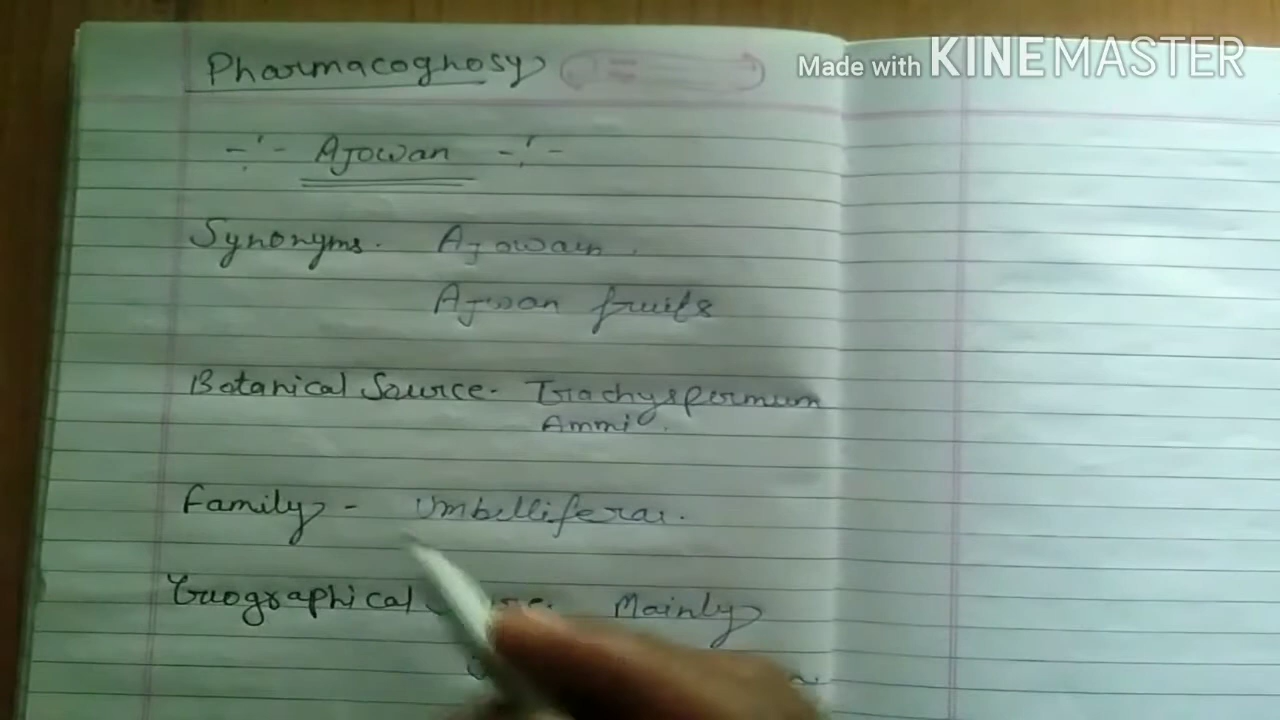 Pharmacognosy
Made with KINEMASTER
-:- Ajowan -:-
Synonyms. Ajowain.
Ajwan fruits
Botanical Source. Trachyspermum
Ammi.
Family - Umbelliferae.
Geographical Mainly